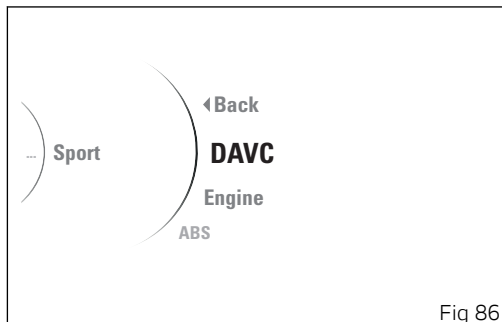 Back
... Sport
DAVC
Engine
ABS
Fig 86